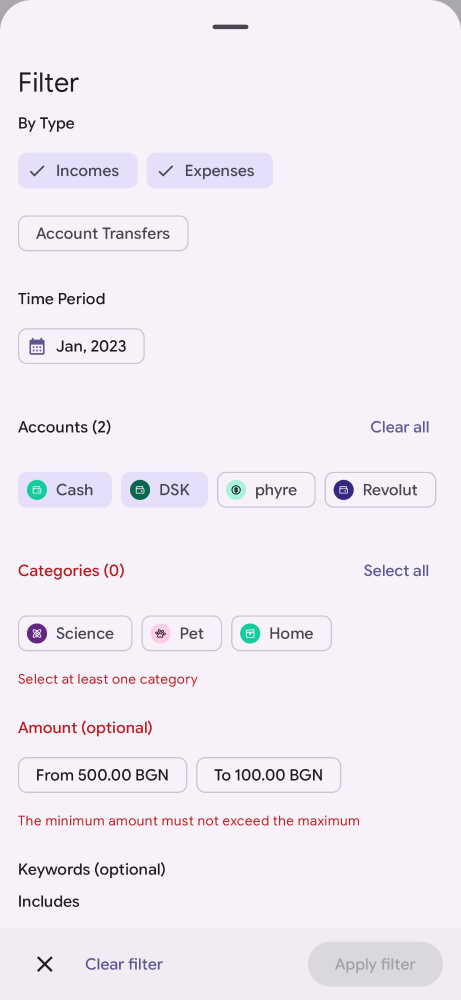 Filter
By Type
Incomes Expenses
Account Transfers
Time Period
Jan, 2023
Accounts (2) Clear all
Cash DSK phyre Revolut
Categories (0) Select all
Science Pet Home
Select at least one category
Amount (optional)
From 500.00 BGN To 100.00 BGN
The minimum amount must not exceed the maximum
Keywords (optional)
Includes
Clear filter Apply filter